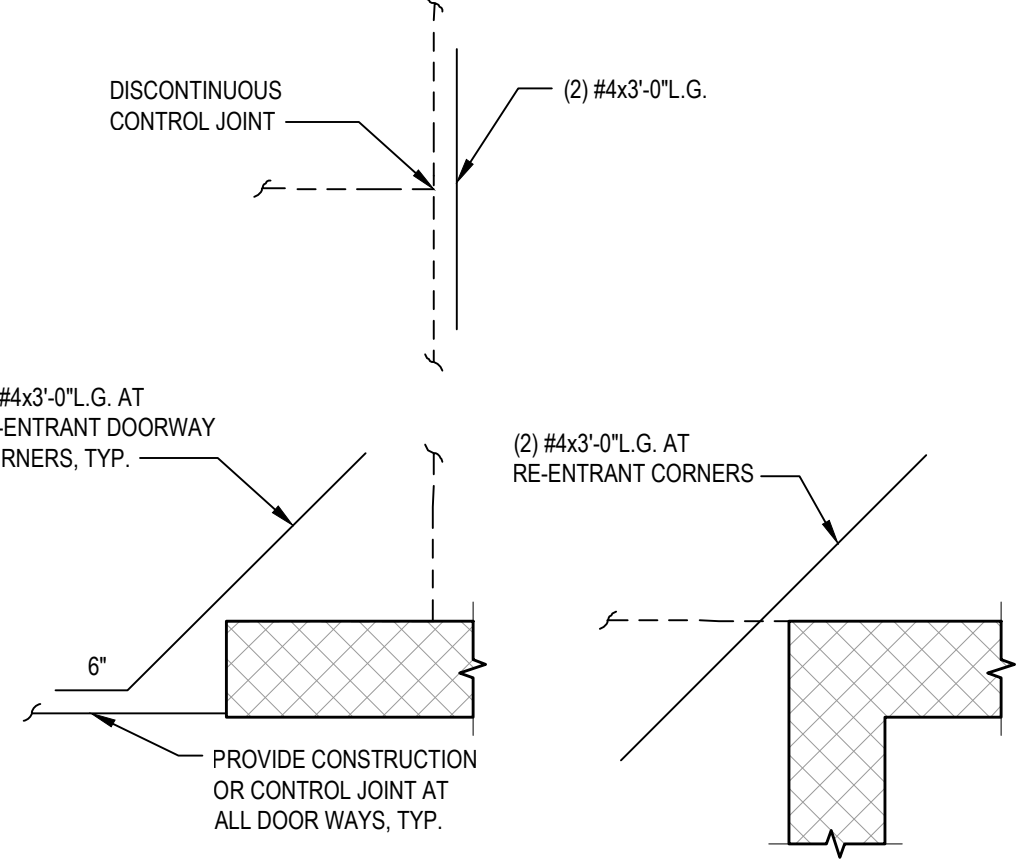 DISCONTINUOUS
CONTROL JOINT
(2) #4x3'-0"L.G.
#4x3'-0"L.G. AT
-ENTRANT DOORWAY
RNERS, TYP.
(2) #4x3'-0"L.G. AT
RE-ENTRANT CORNERS
6"
PROVIDE CONSTRUCTION
OR CONTROL JOINT AT
ALL DOOR WAYS, TYP.